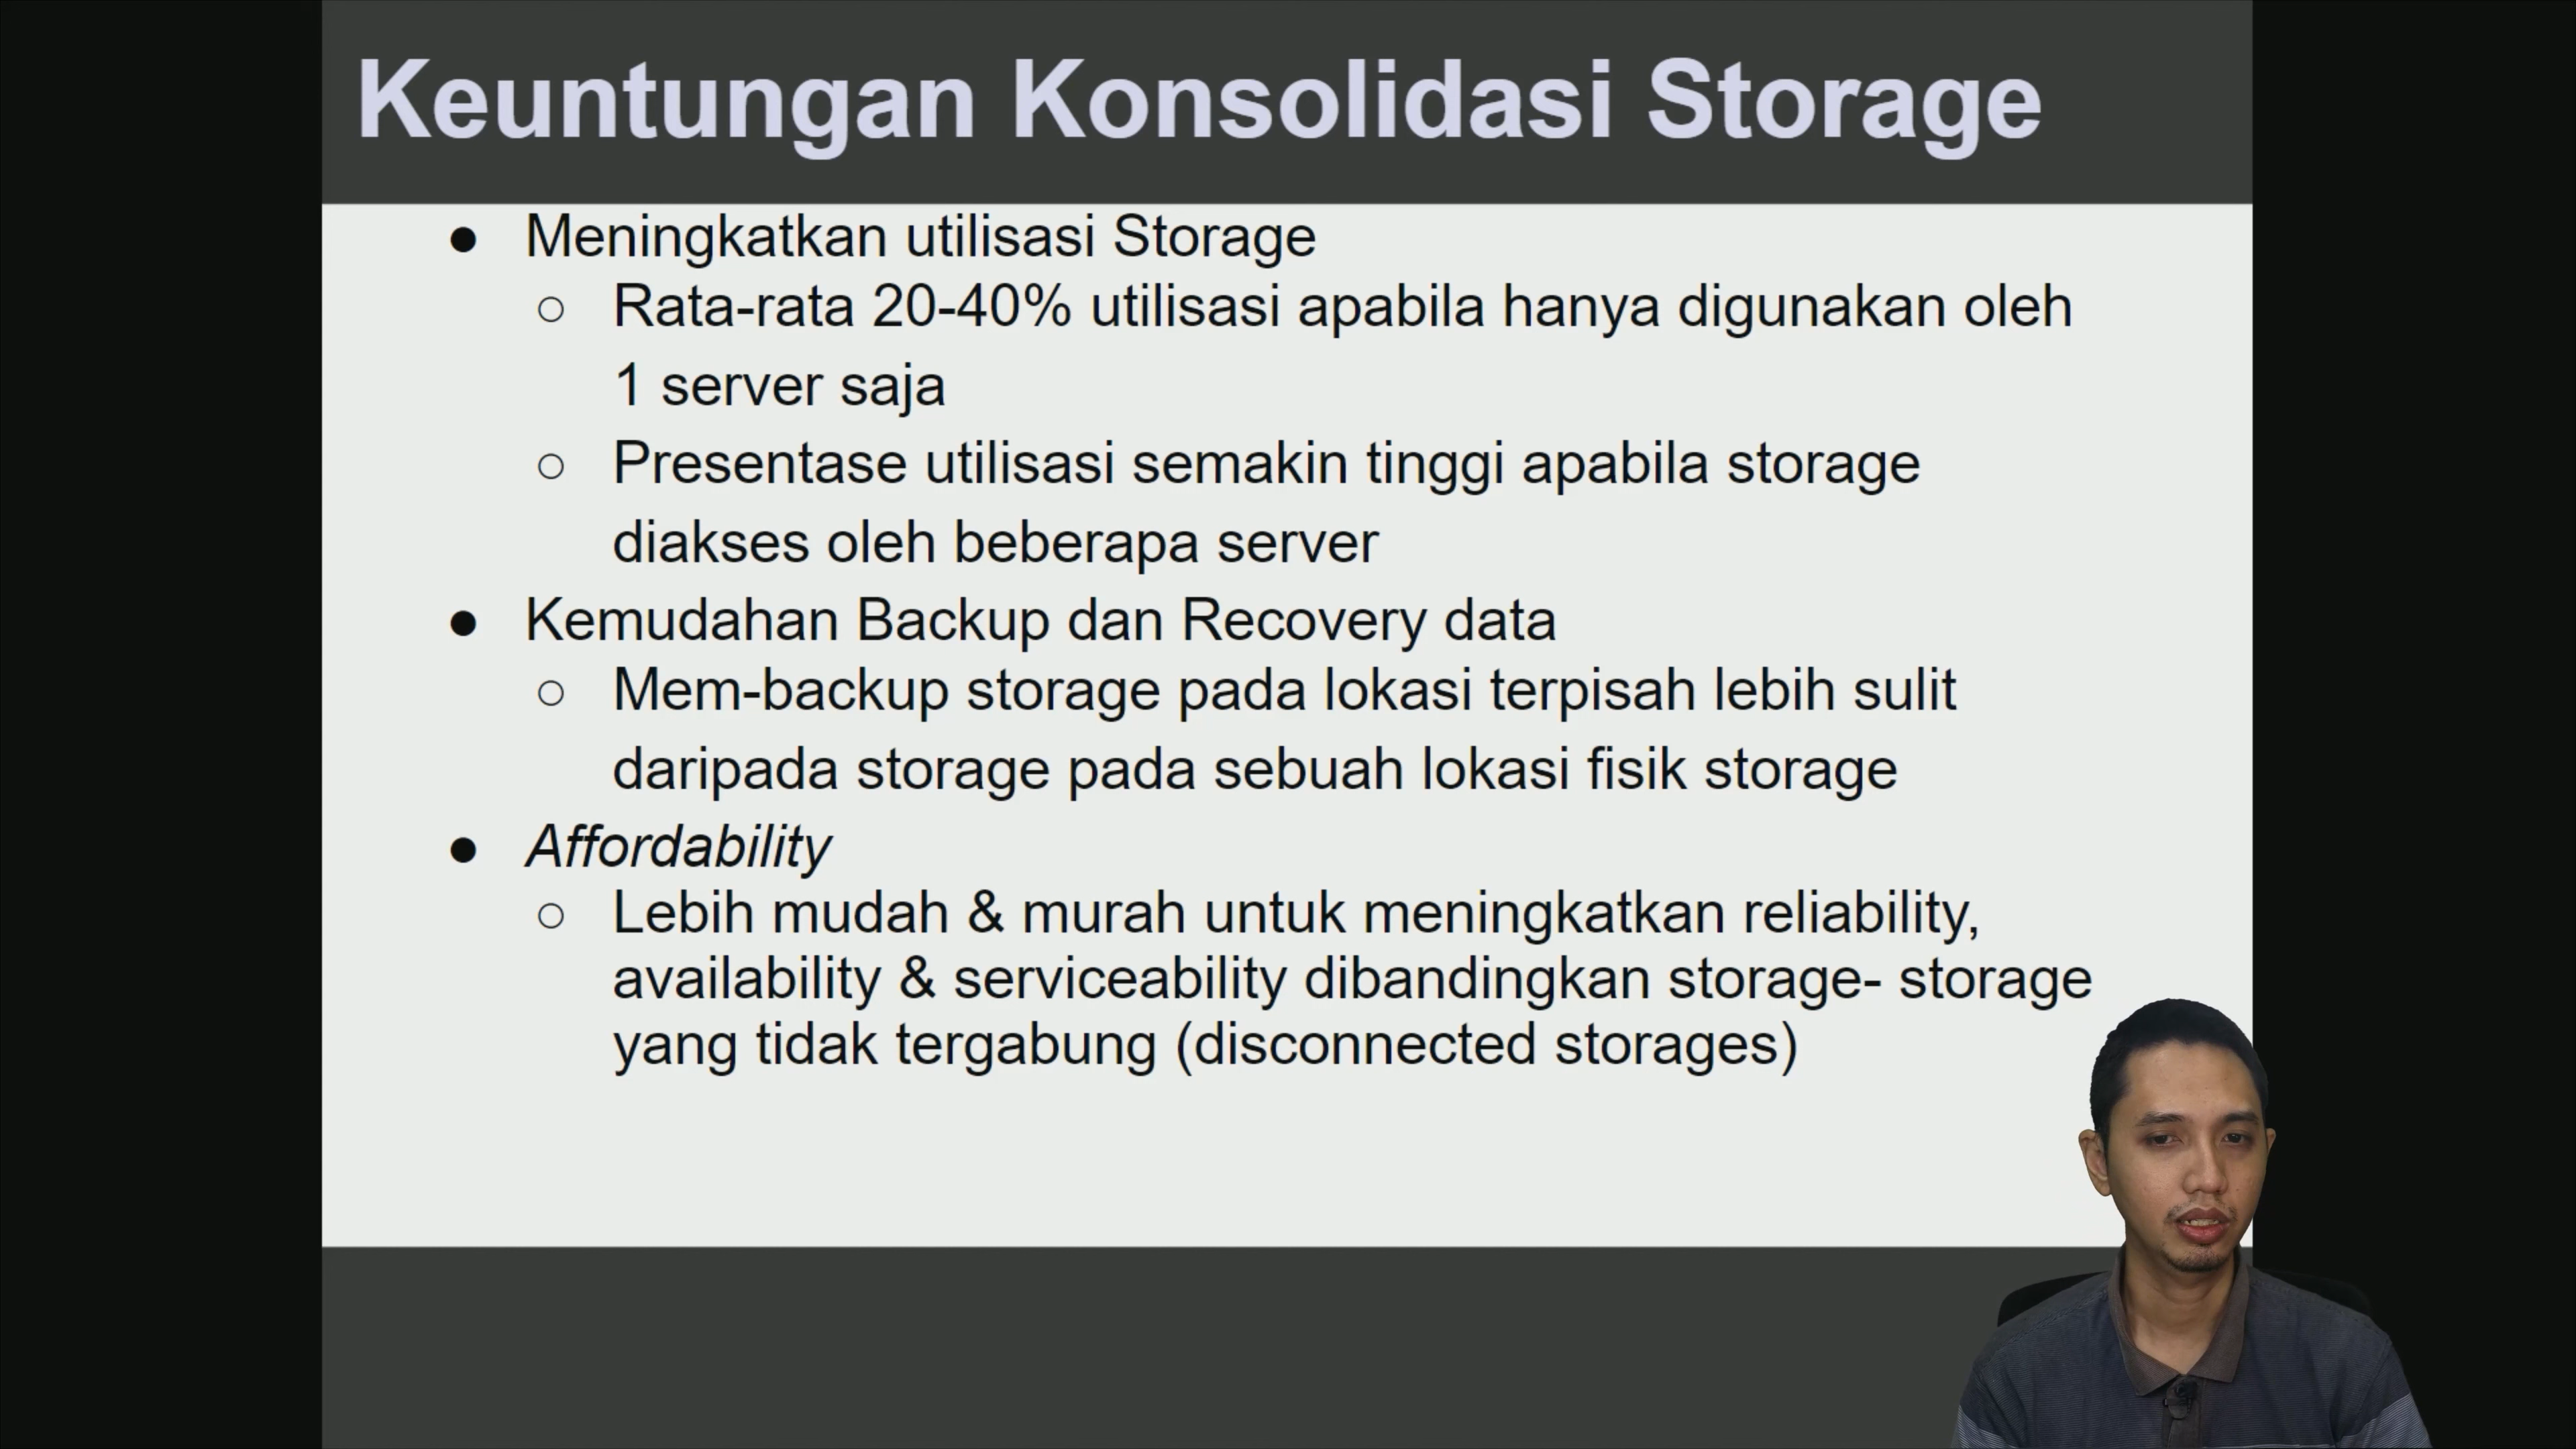 Keuntungan Konsolidasi Storage
● Meningkatkan utilisasi Storage
○ Rata-rata 20-40% utilisasi apabila hanya digunakan oleh
1 server saja
○ Presentase utilisasi semakin tinggi apabila storage
diakses oleh beberapa server
● Kemudahan Backup dan Recovery data
○ Mem-backup storage pada lokasi terpisah lebih sulit
daripada storage pada sebuah lokasi fisik storage
● Affordability
○ Lebih mudah & murah untuk meningkatkan reliability,
availability & serviceability dibandingkan storage- storage
yang tidak tergabung (disconnected storages)